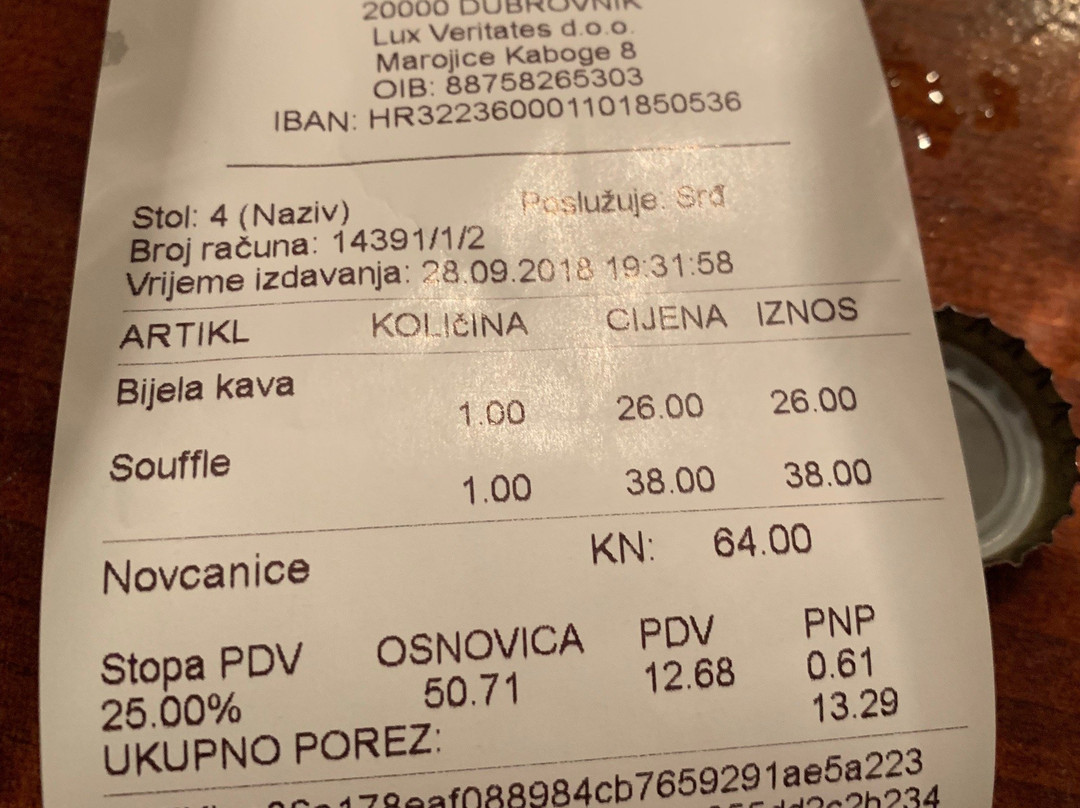 20000 DUBROVNIK
Lux Veritates d.o.o.
Marojice Kaboge 8
OIB: 88758265303
IBAN: HR3223600001101850536
Stol: 4 (Naziv) Poslužuje: Srđ
Broj računa: 14391/1/2
Vrijeme izdavanja: 28.09.2018 19:31:58
ARTIKL KOLIčINA CIJENA IZNOS
Bijela kava
1.00 26.00 26.00
Souffle
1.00 38.00 38.00
Novcanice KN: 64.00
Stopa PDV OSNOVICA PDV PNP
25.00% 50.71 12.68 0.61
UKUPNO POREZ: 13.29